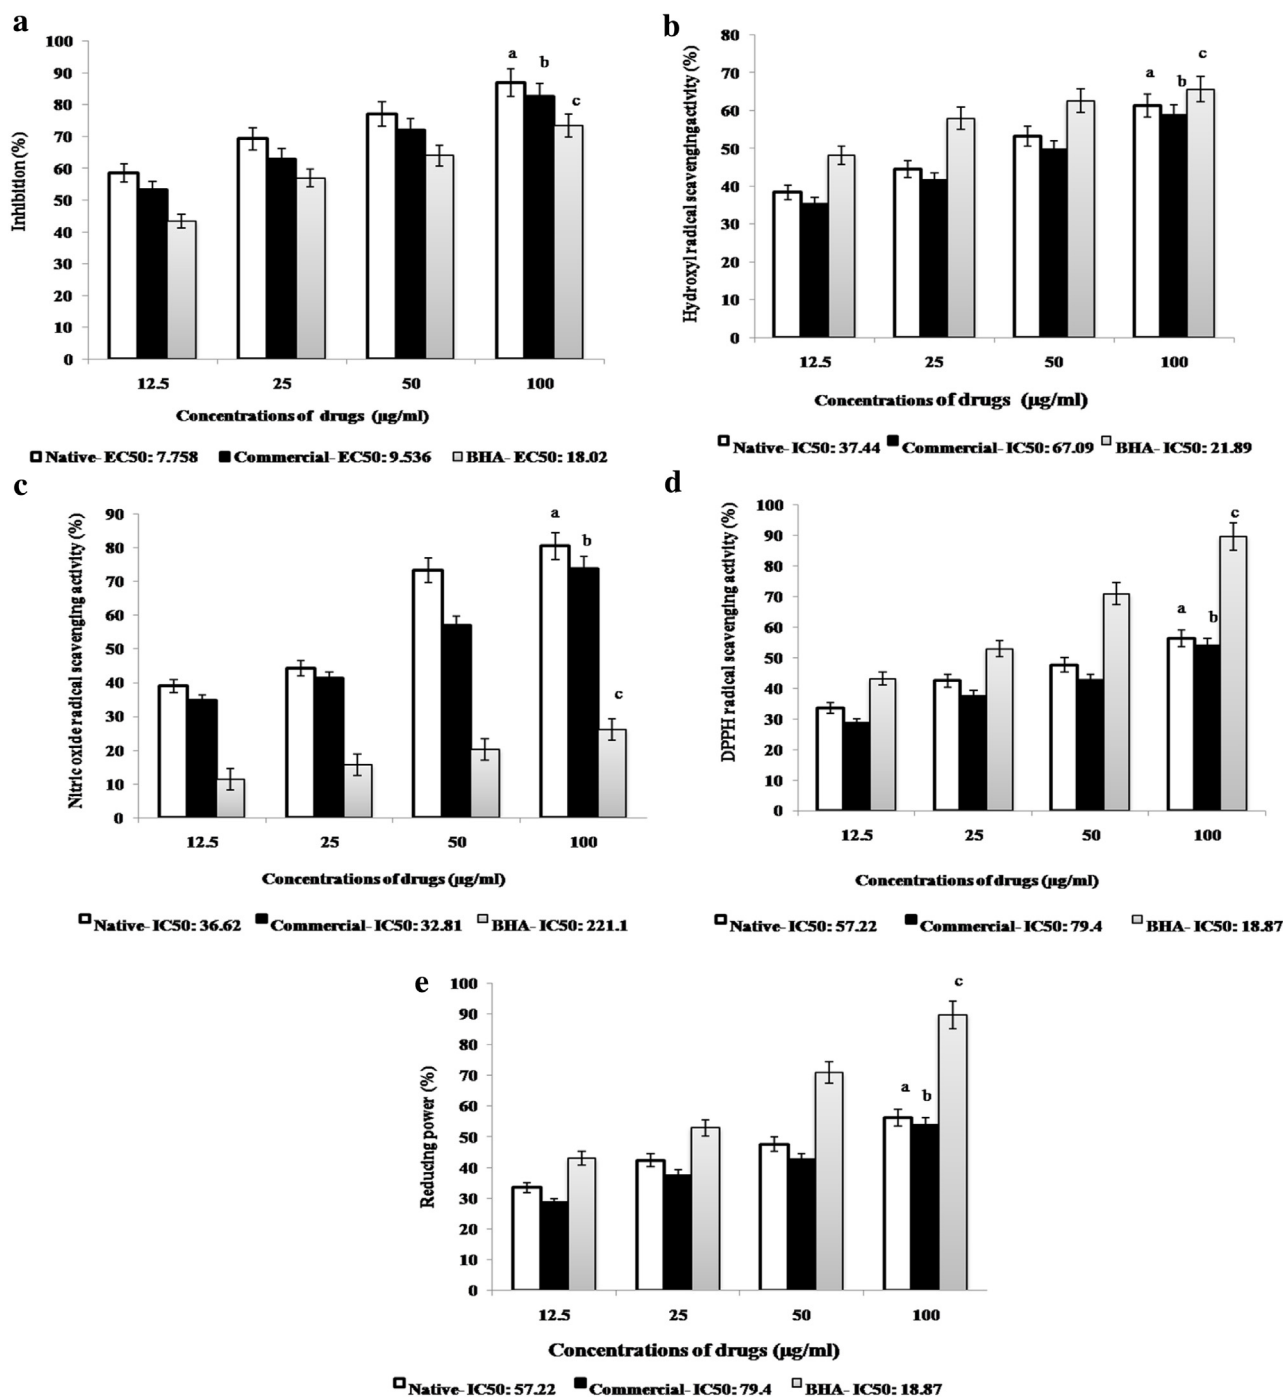 a
Inhibition (%)
100
90
80
70
60
50
40
30
20
10
0
a
b
c
12.5 25 50 100
Concentrations of drugs (µg/ml)
Native- EC50: 7.758 Commercial- EC50: 9.536 BHA- EC50: 18.02
b
Hydroxyl radical scavengingactivity (%)
80
70
60
50
40
30
20
10
0
a
b
c
12.5 25 50 100
Concentrations of drugs (µg/ml)
Native- IC50: 37.44 Commercial- IC50: 67.09 BHA- IC50: 21.89
c
Nitric oxide radical scavenging activity (%)
90
80
70
60
50
40
30
20
10
0
a
b
c
12.5 25 50 100
Concentrations of drugs (µg/ml)
Native- IC50: 36.62 Commercial- IC50: 32.81 BHA- IC50: 221.1
d
DPPH radical scavenging activity (%)
100
90
80
70
60
50
40
30
20
10
0
a
b
c
12.5 25 50 100
Concentrations of drugs (µg/ml)
Native- IC50: 57.22 Commercial- IC50: 79.4 BHA- IC50: 18.87
e
Reducing power (%)
100
90
80
70
60
50
40
30
20
10
0
a
b
c
12.5 25 50 100
Concentrations of drugs (µg/ml)
Native- IC50: 57.22 Commercial- IC50: 79.4 BHA- IC50: 18.87